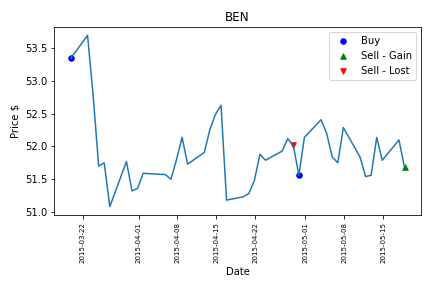 BEN
Buy
Sell - Gain
Sell - Lost
Price $
53.5
53.0
52.5
52.0
51.5
51.0
2015-03-22
2015-04-01
2015-04-08
2015-04-15
2015-04-22
2015-05-01
2015-05-08
2015-05-15
Date